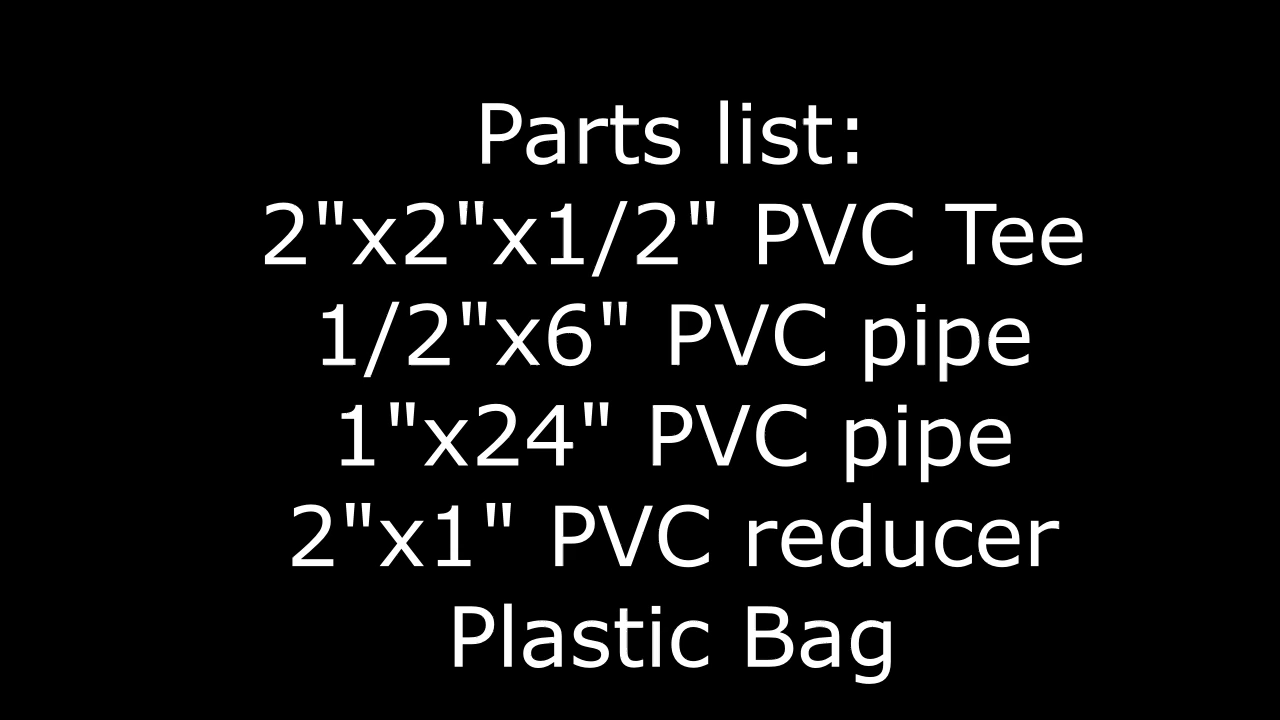 Parts list:
2"x2"x1/2" PVC Tee
1/2"x6" PVC pipe
1"x24" PVC pipe
2"x1" PVC reducer
Plastic Bag